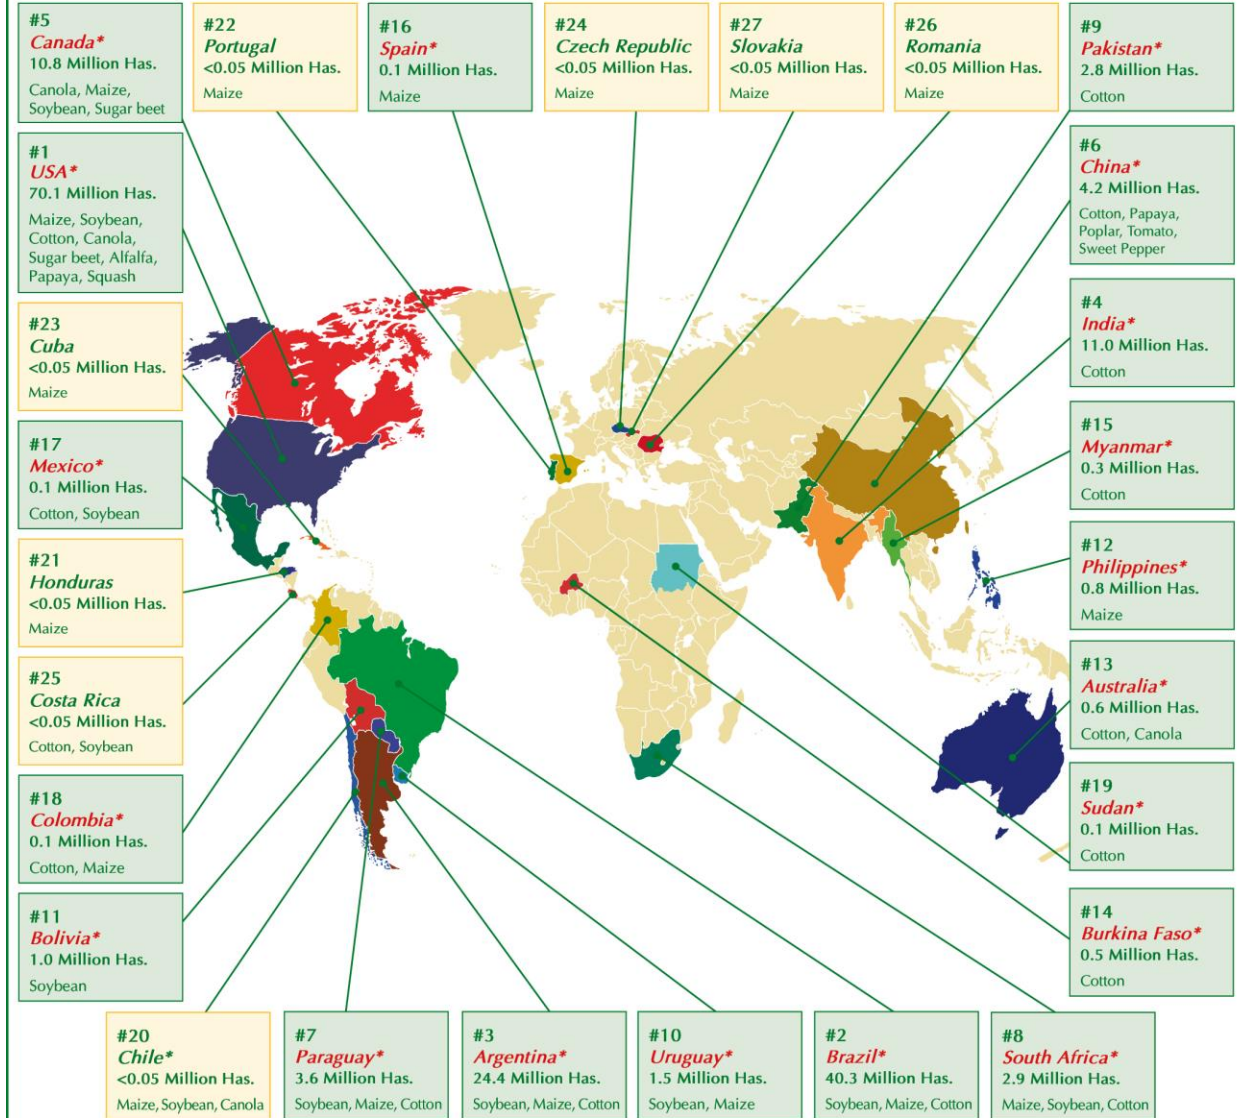 #5
Canada*
10.8 Million Has.
Canola, Maize,
Soybean, Sugar beet
#22
Portugal
<0.05 Million Has.
Maize
#16
Spain*
0.1 Million Has.
Maize
#24
Czech Republic
<0.05 Million Has.
Maize
#27
Slovakia
<0.05 Million Has.
Maize
#26
Romania
<0.05 Million Has.
Maize
#9
Pakistan*
2.8 Million Has.
Cotton
#1
USA*
70.1 Million Has.
Maize, Soybean,
Cotton, Canola,
Sugar beet, Alfalfa,
Papaya, Squash
#6
China*
4.2 Million Has.
Cotton, Papaya,
Poplar, Tomato,
Sweet Pepper
#23
Cuba
<0.05 Million Has.
Maize
#4
India*
11.0 Million Has.
Cotton
#17
Mexico*
0.1 Million Has.
Cotton, Soybean
#15
Myanmar*
0.3 Million Has.
Cotton
#21
Honduras
<0.05 Million Has.
Maize
#12
Philippines*
0.8 Million Has.
Maize
#25
Costa Rica
<0.05 Million Has.
Cotton, Soybean
#13
Australia*
0.6 Million Has.
Cotton, Canola
#18
Colombia*
0.1 Million Has.
Cotton, Maize
#19
Sudan*
0.1 Million Has.
Cotton
#11
Bolivia*
1.0 Million Has.
Soybean
#14
Burkina Faso*
0.5 Million Has.
Cotton
#20
Chile*
<0.05 Million Has.
Maize, Soybean, Canola
#7
Paraguay*
3.6 Million Has.
Soybean, Maize, Cotton
#3
Argentina*
24.4 Million Has.
Soybean, Maize, Cotton
#10
Uruguay*
1.5 Million Has.
Soybean, Maize
#2
Brazil*
40.3 Million Has.
Soybean, Maize, Cotton
#8
South Africa*
2.9 Million Has.
Maize, Soybean, Cotton